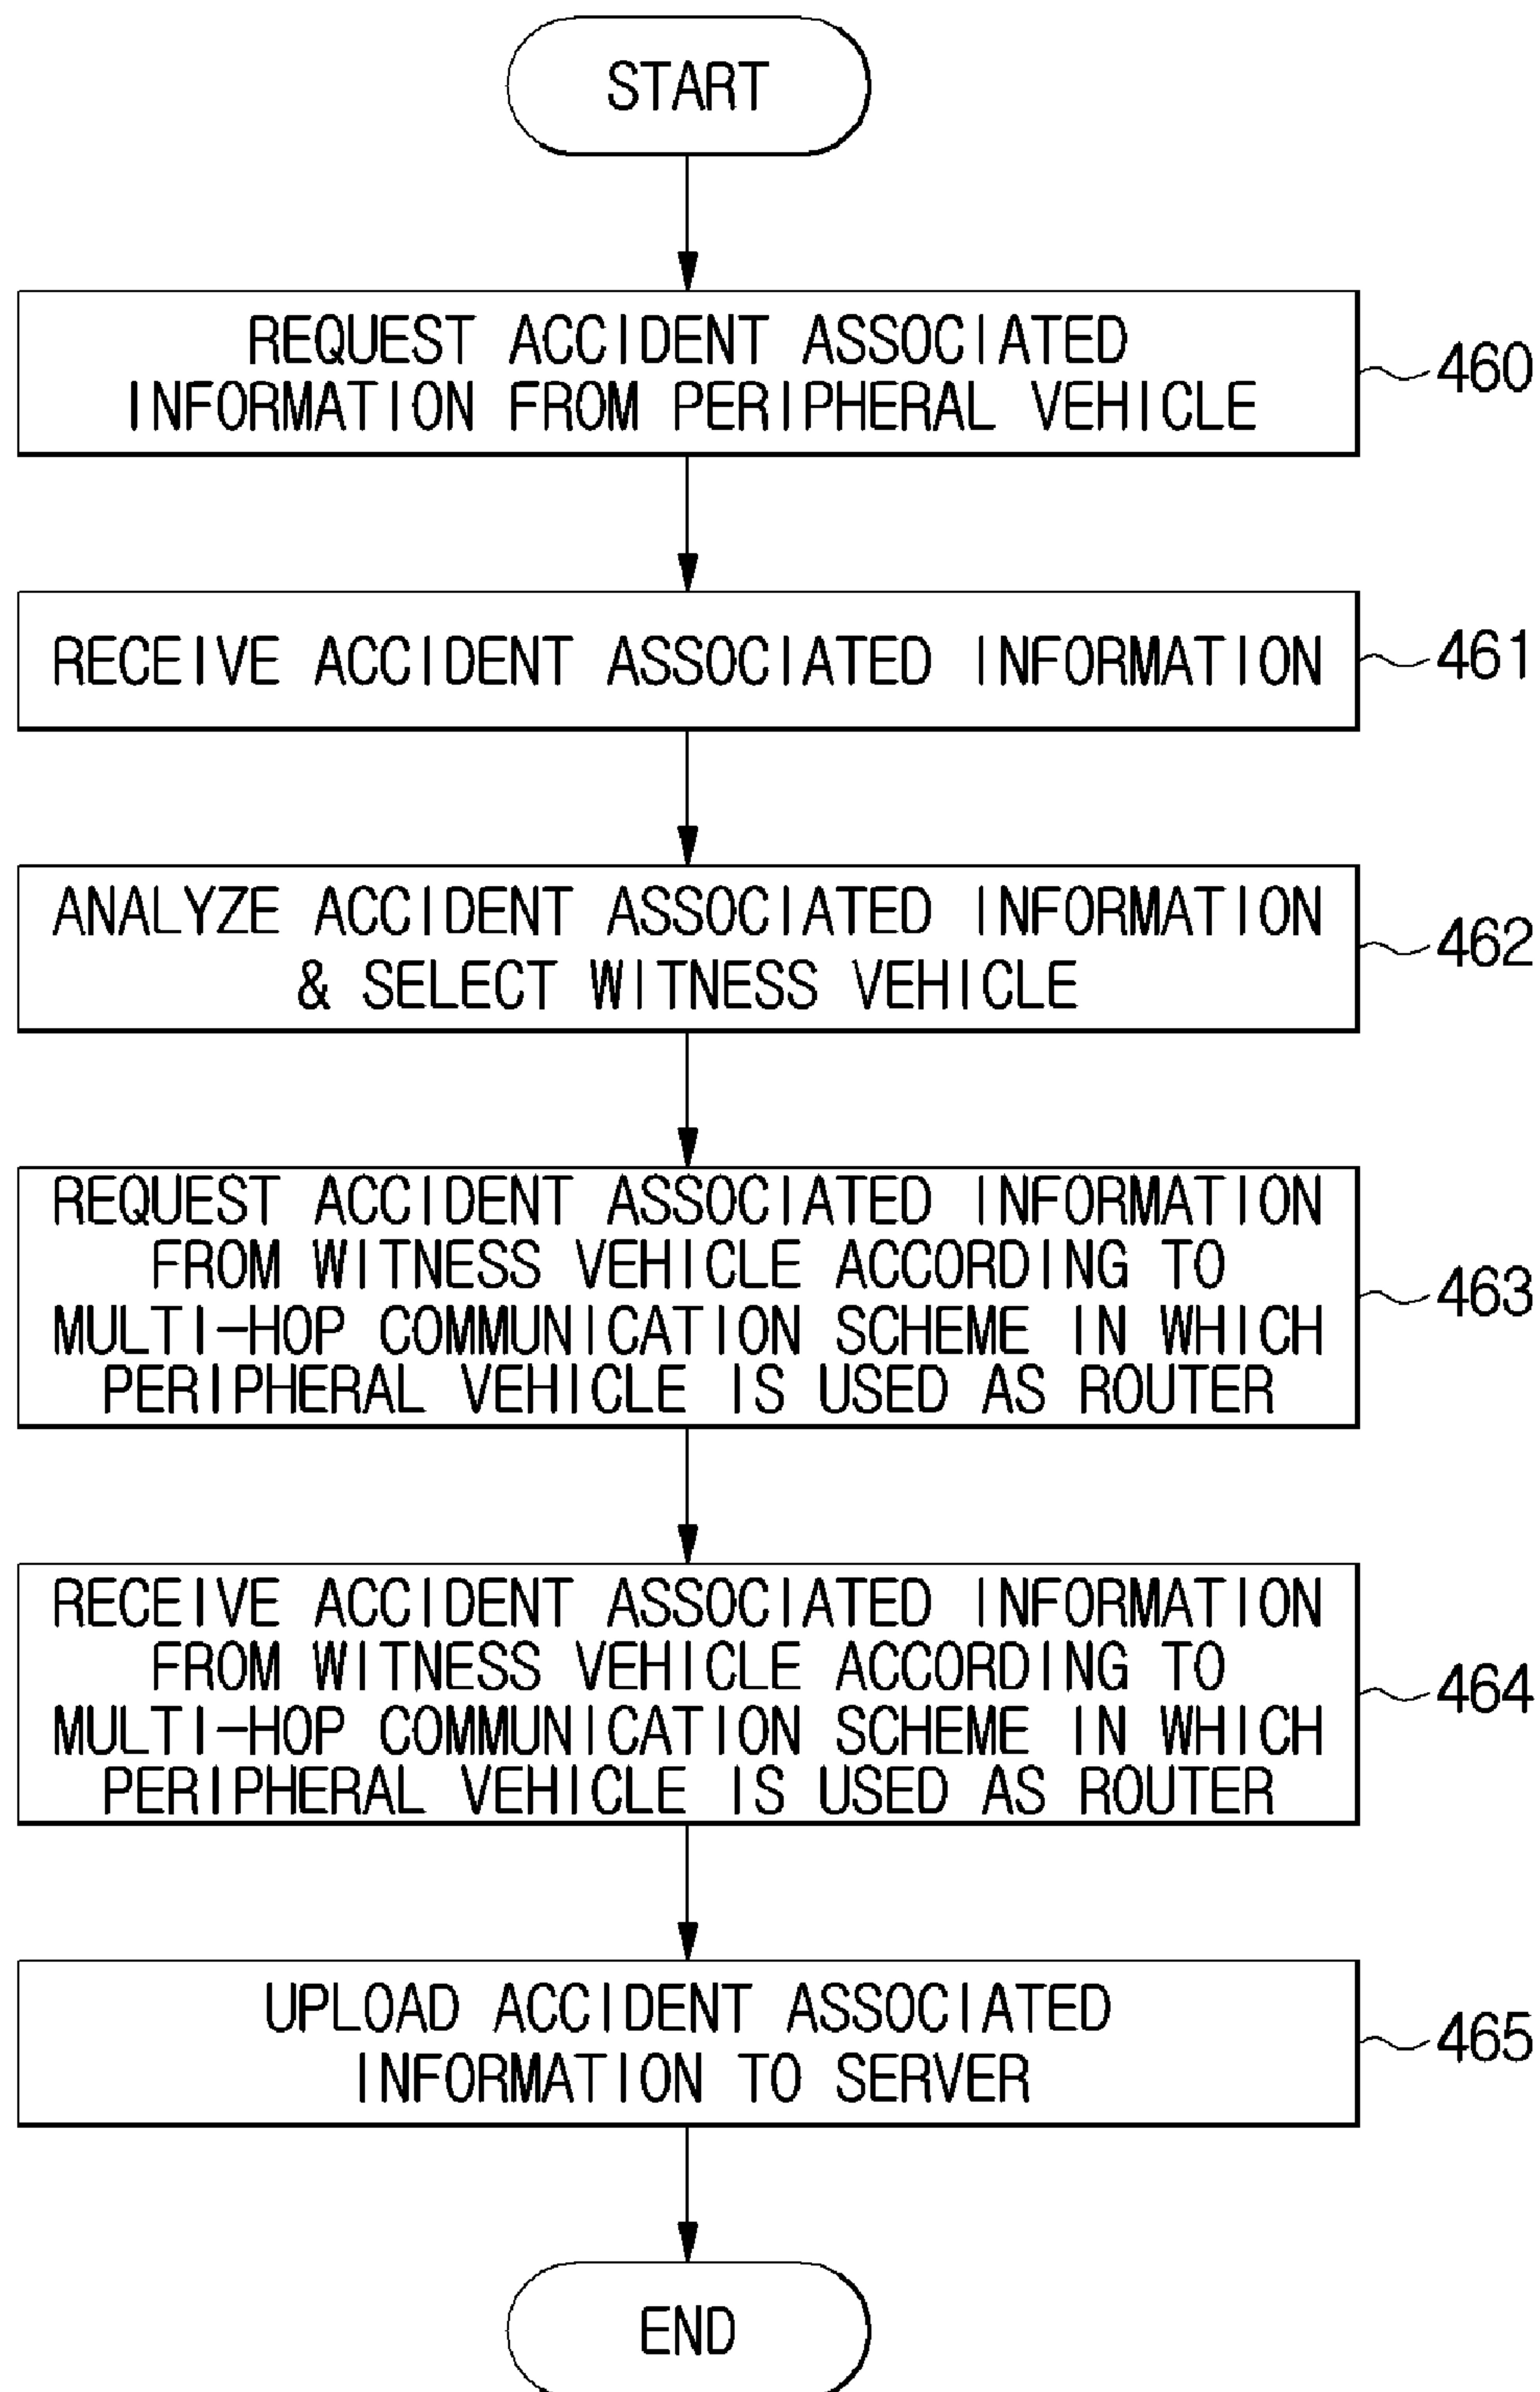 START
REQUEST ACCIDENT ASSOCIATED
INFORMATION FROM PERIPHERAL VEHICLE
460
RECEIVE ACCIDENT ASSOCIATED INFORMATION
461
ANALYZE ACCIDENT ASSOCIATED INFORMATION
& SELECT WITNESS VEHICLE
462
REQUEST ACCIDENT ASSOCIATED INFORMATION
FROM WITNESS VEHICLE ACCORDING TO
MULTI-HOP COMMUNICATION SCHEME IN WHICH
PERIPHERAL VEHICLE IS USED AS ROUTER
463
RECEIVE ACCIDENT ASSOCIATED INFORMATION
FROM WITNESS VEHICLE ACCORDING TO
MULTI-HOP COMMUNICATION SCHEME IN WHICH
PERIPHERAL VEHICLE IS USED AS ROUTER
464
UPLOAD ACCIDENT ASSOCIATED
INFORMATION TO SERVER
465
END